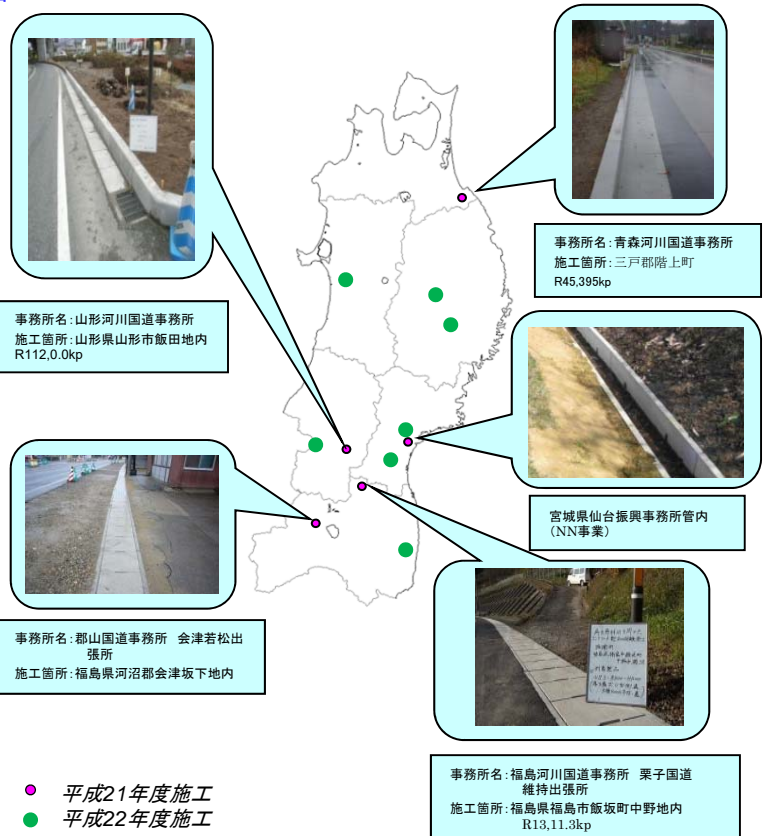 事務所名：青森河川国道事務所
施工箇所：三戸郡階上町
R45,395kp
事務所名：山形河川国道事務所
施工箇所：山形県山形市飯田地内
R112,0.0kp
宮城県仙台振興事務所管内
（NN事業）
事務所名：郡山国道事務所　会津若松出
張所
施工箇所：福島県河沼郡会津坂下地内
事務所名：福島河川国道事務所　栗子国道
維持出張所
施工箇所：福島県福島市飯坂町中野地内
R13,11.3kp
平成21年度施工
平成22年度施工